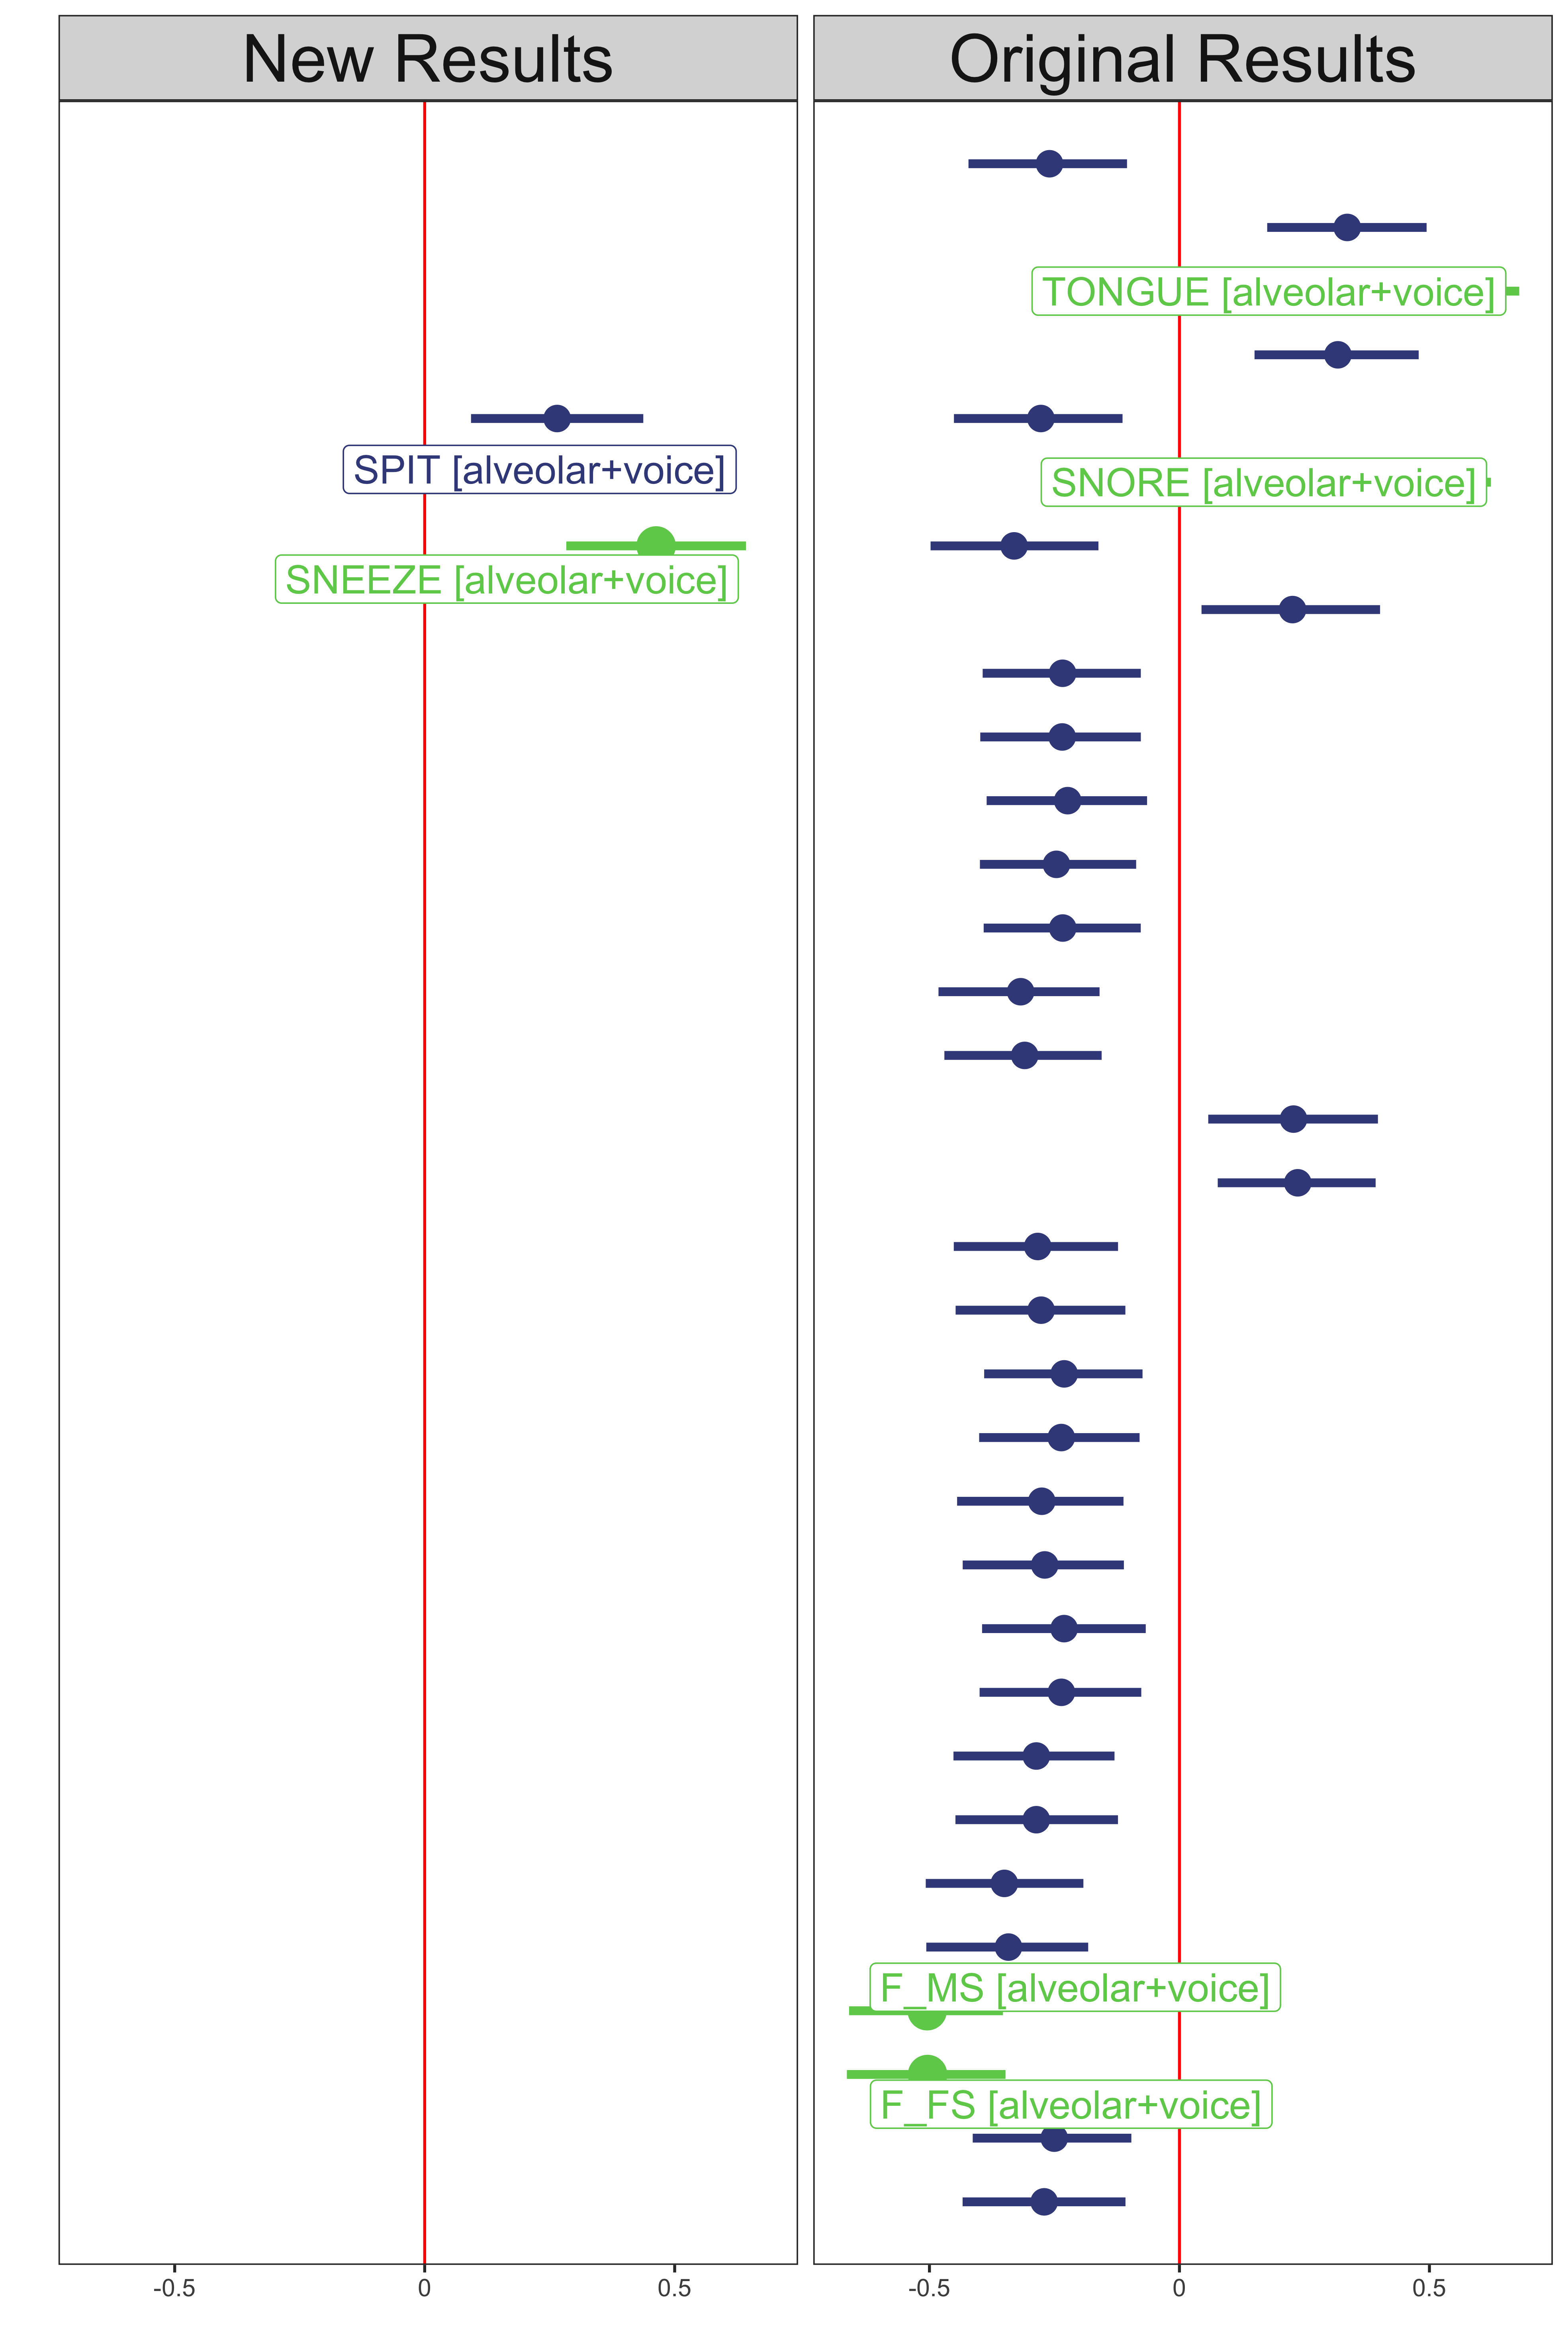 New Results
Original Results
TONGUE [alveolar+voice]
SPIT [alveolar+voice]
SNORE [alveolar+voice]
SNEEZE [alveolar+voice]
F_MS [alveolar+voice]
F_FS [alveolar+voice]
-0.5 0 0.5
-0.5 0 0.5